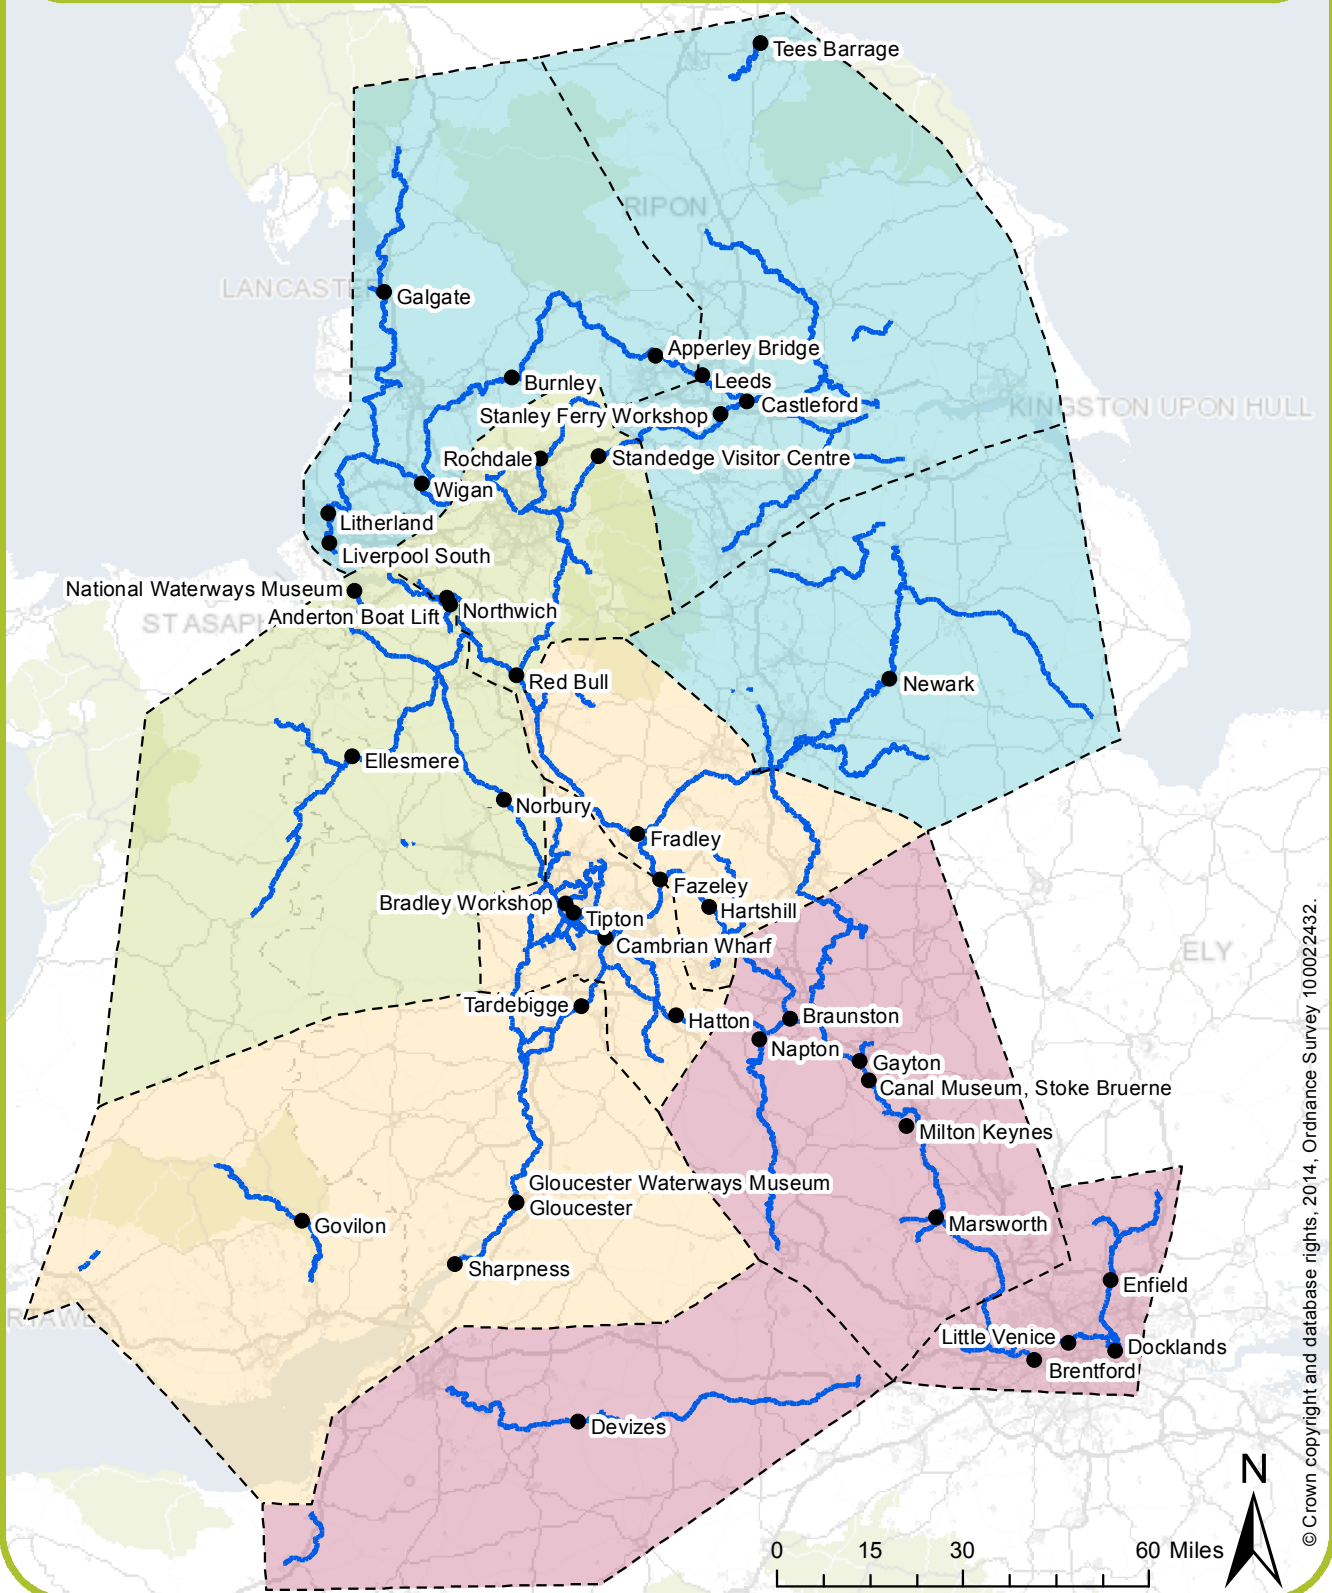 Tees Barrage
RIPON
LANCASTE
Galgate
Apperley Bridge
Leeds
Burnley
Castleford
KINGSTON UPON HULL
Stanley Ferry Workshop
Rochdale
Standedge Visitor Centre
Wigan
Litherland
Liverpool South
National Waterways Museum
Anderton Boat Lift
Northwich
ST ASAPH
Red Bull
Newark
Ellesmere
Norbury
Fradley
Fazeley
Bradley Workshop
Hartshill
Tipton
Cambrian Wharf
ELY
Tardebigge
Hatton
Braunston
Napton
Gayton
Canal Museum, Stoke Bruerne
Milton Keynes
Gloucester Waterways Museum
Gloucester
Govilon
Marsworth
Sharpness
Enfield
Little Venice
Docklands
Brentford
Devizes
N
0 15 30 60 Miles
© Crown copyright and database rights, 2014, Ordnance Survey 100022432.